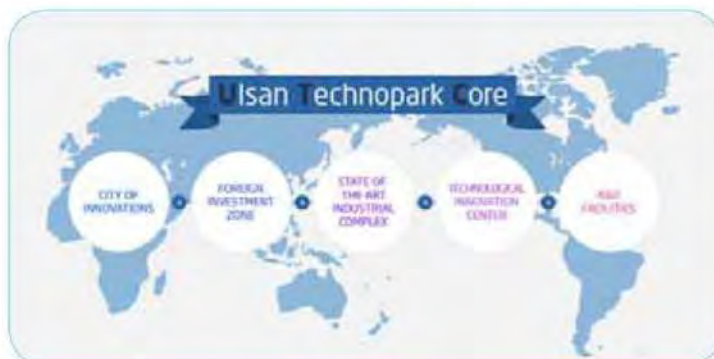 Ulsan Technopark Core
CITY OF
INNOVATIONS
FOREIGN
INVESTMENT
ZONE
STATE OF
THE-ART
INDUSTRIAL
COMPLEX
TECHNOLOGICAL
INNOVATION
CENTER
R&D
FACILITIES